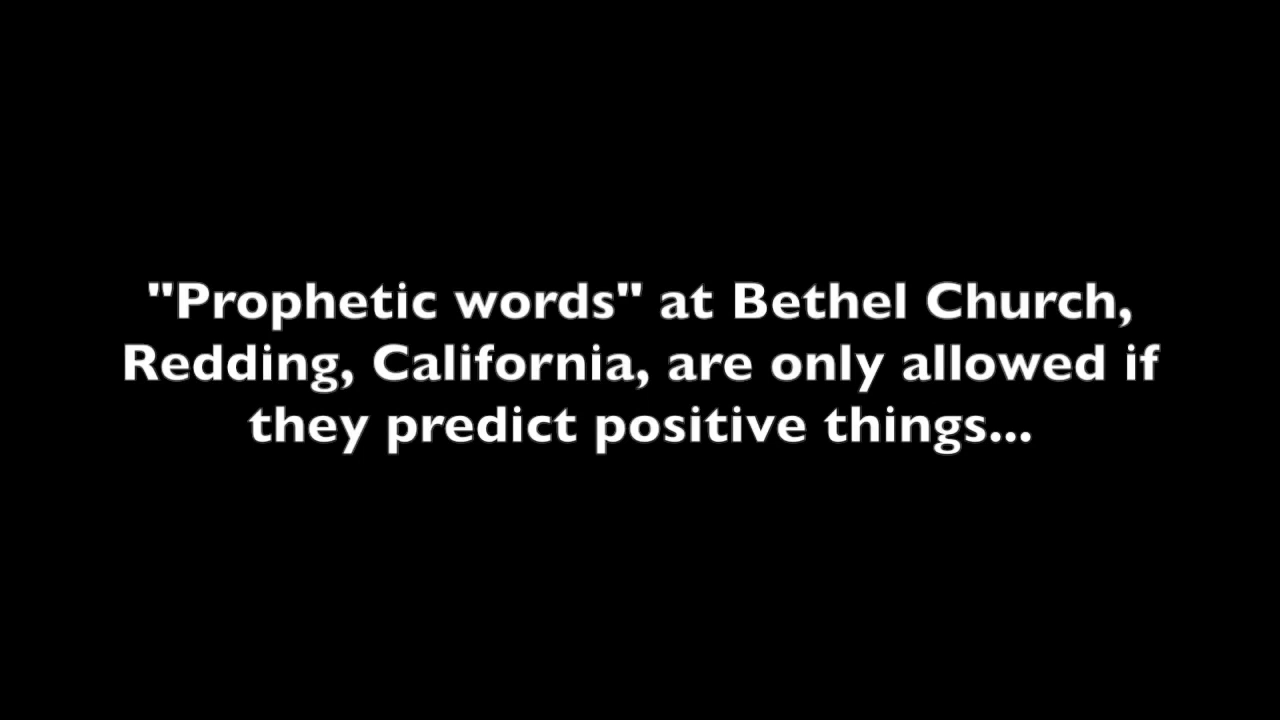 "Prophetic words" at Bethel Church,
Redding, California, are only allowed if
they predict positive things...